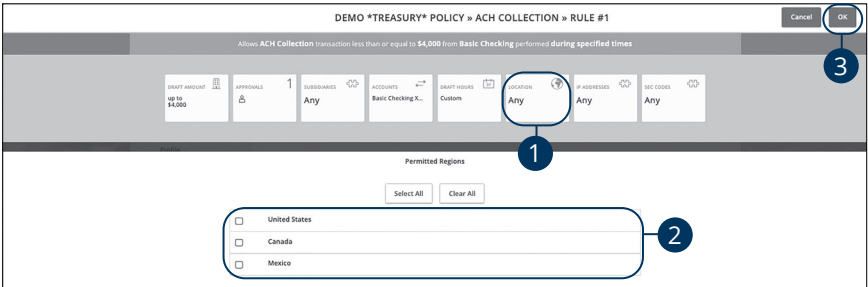 DEMO *TREASURY* POLICY » ACH COLLECTION » RULE #1
Cancel
OK
3
Allows ACH Collection transaction less than or equal to $4,000 from Basic Checking performed during specified times
DRAFT AMOUNT
up to
$4,000
APPROVALS
1
SUBSIDIARIES
Any
ACCOUNTS
Basic Checking X...
DRAFT HOURS
Custom
LOCATION
Any
IP ADDRESSES
Any
SEC CODES
Any
1
Profile
Permitted Regions
Select All
Clear All
United States
Canada
Mexico
2